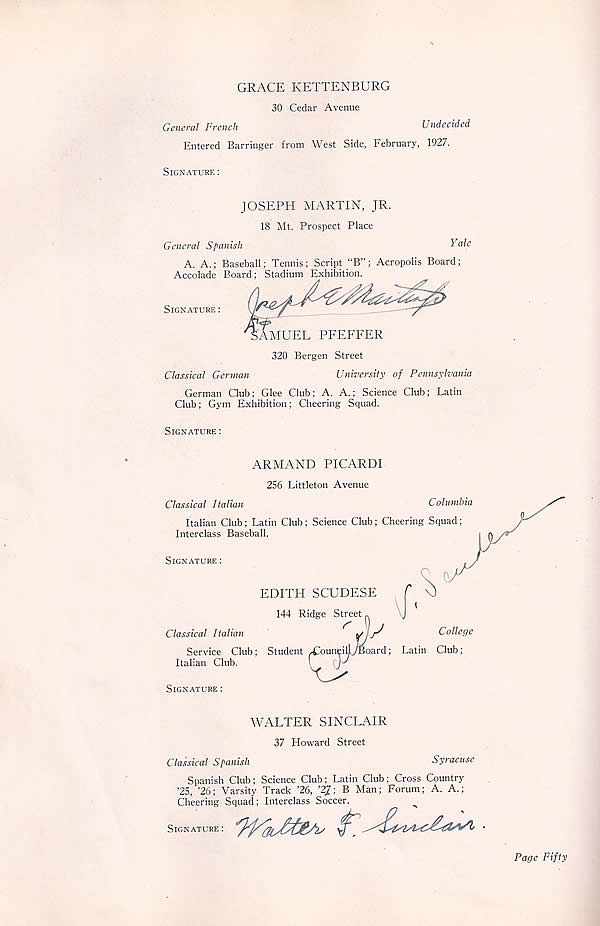 GRACE KETTENBURG
30 Cedar Avenue
General French Undecided
Entered Barringer from West Side, February, 1927.
SIGNATURE:
JOSEPH MARTIN, JR.
18 Mt. Prospect Place
General Spanish Yale
A. A.; Baseball; Tennis; Script "B"; Acropolis Board;
Accolade Board; Stadium Exhibition.
SIGNATURE: Joseph E Martin Jr
SAMUEL PFEFFER
320 Bergen Street
Classical German University of Pennsylvania
German Club; Glee Club; A. A.; Science Club; Latin
Club; Gym Exhibition; Cheering Squad.
SIGNATURE:
ARMAND PICARDI
256 Littleton Avenue
Classical Italian Columbia
Italian Club; Latin Club; Science Club; Cheering Squad;
Interclass Baseball.
SIGNATURE:
EDITH SCUDESE
144 Ridge Street
Classical Italian College
Service Club; Student Council Board; Latin Club;
Italian Club.
Edith V. Scudese
SIGNATURE:
WALTER SINCLAIR
37 Howard Street
Classical Spanish Syracuse
Spanish Club; Science Club; Latin Club; Cross Country
'25, '26; Varsity Track '26, '27; B Man; Forum; A. A.;
Cheering Squad; Interclass Soccer.
SIGNATURE: Walter F. Sinclair.
Page Fifty